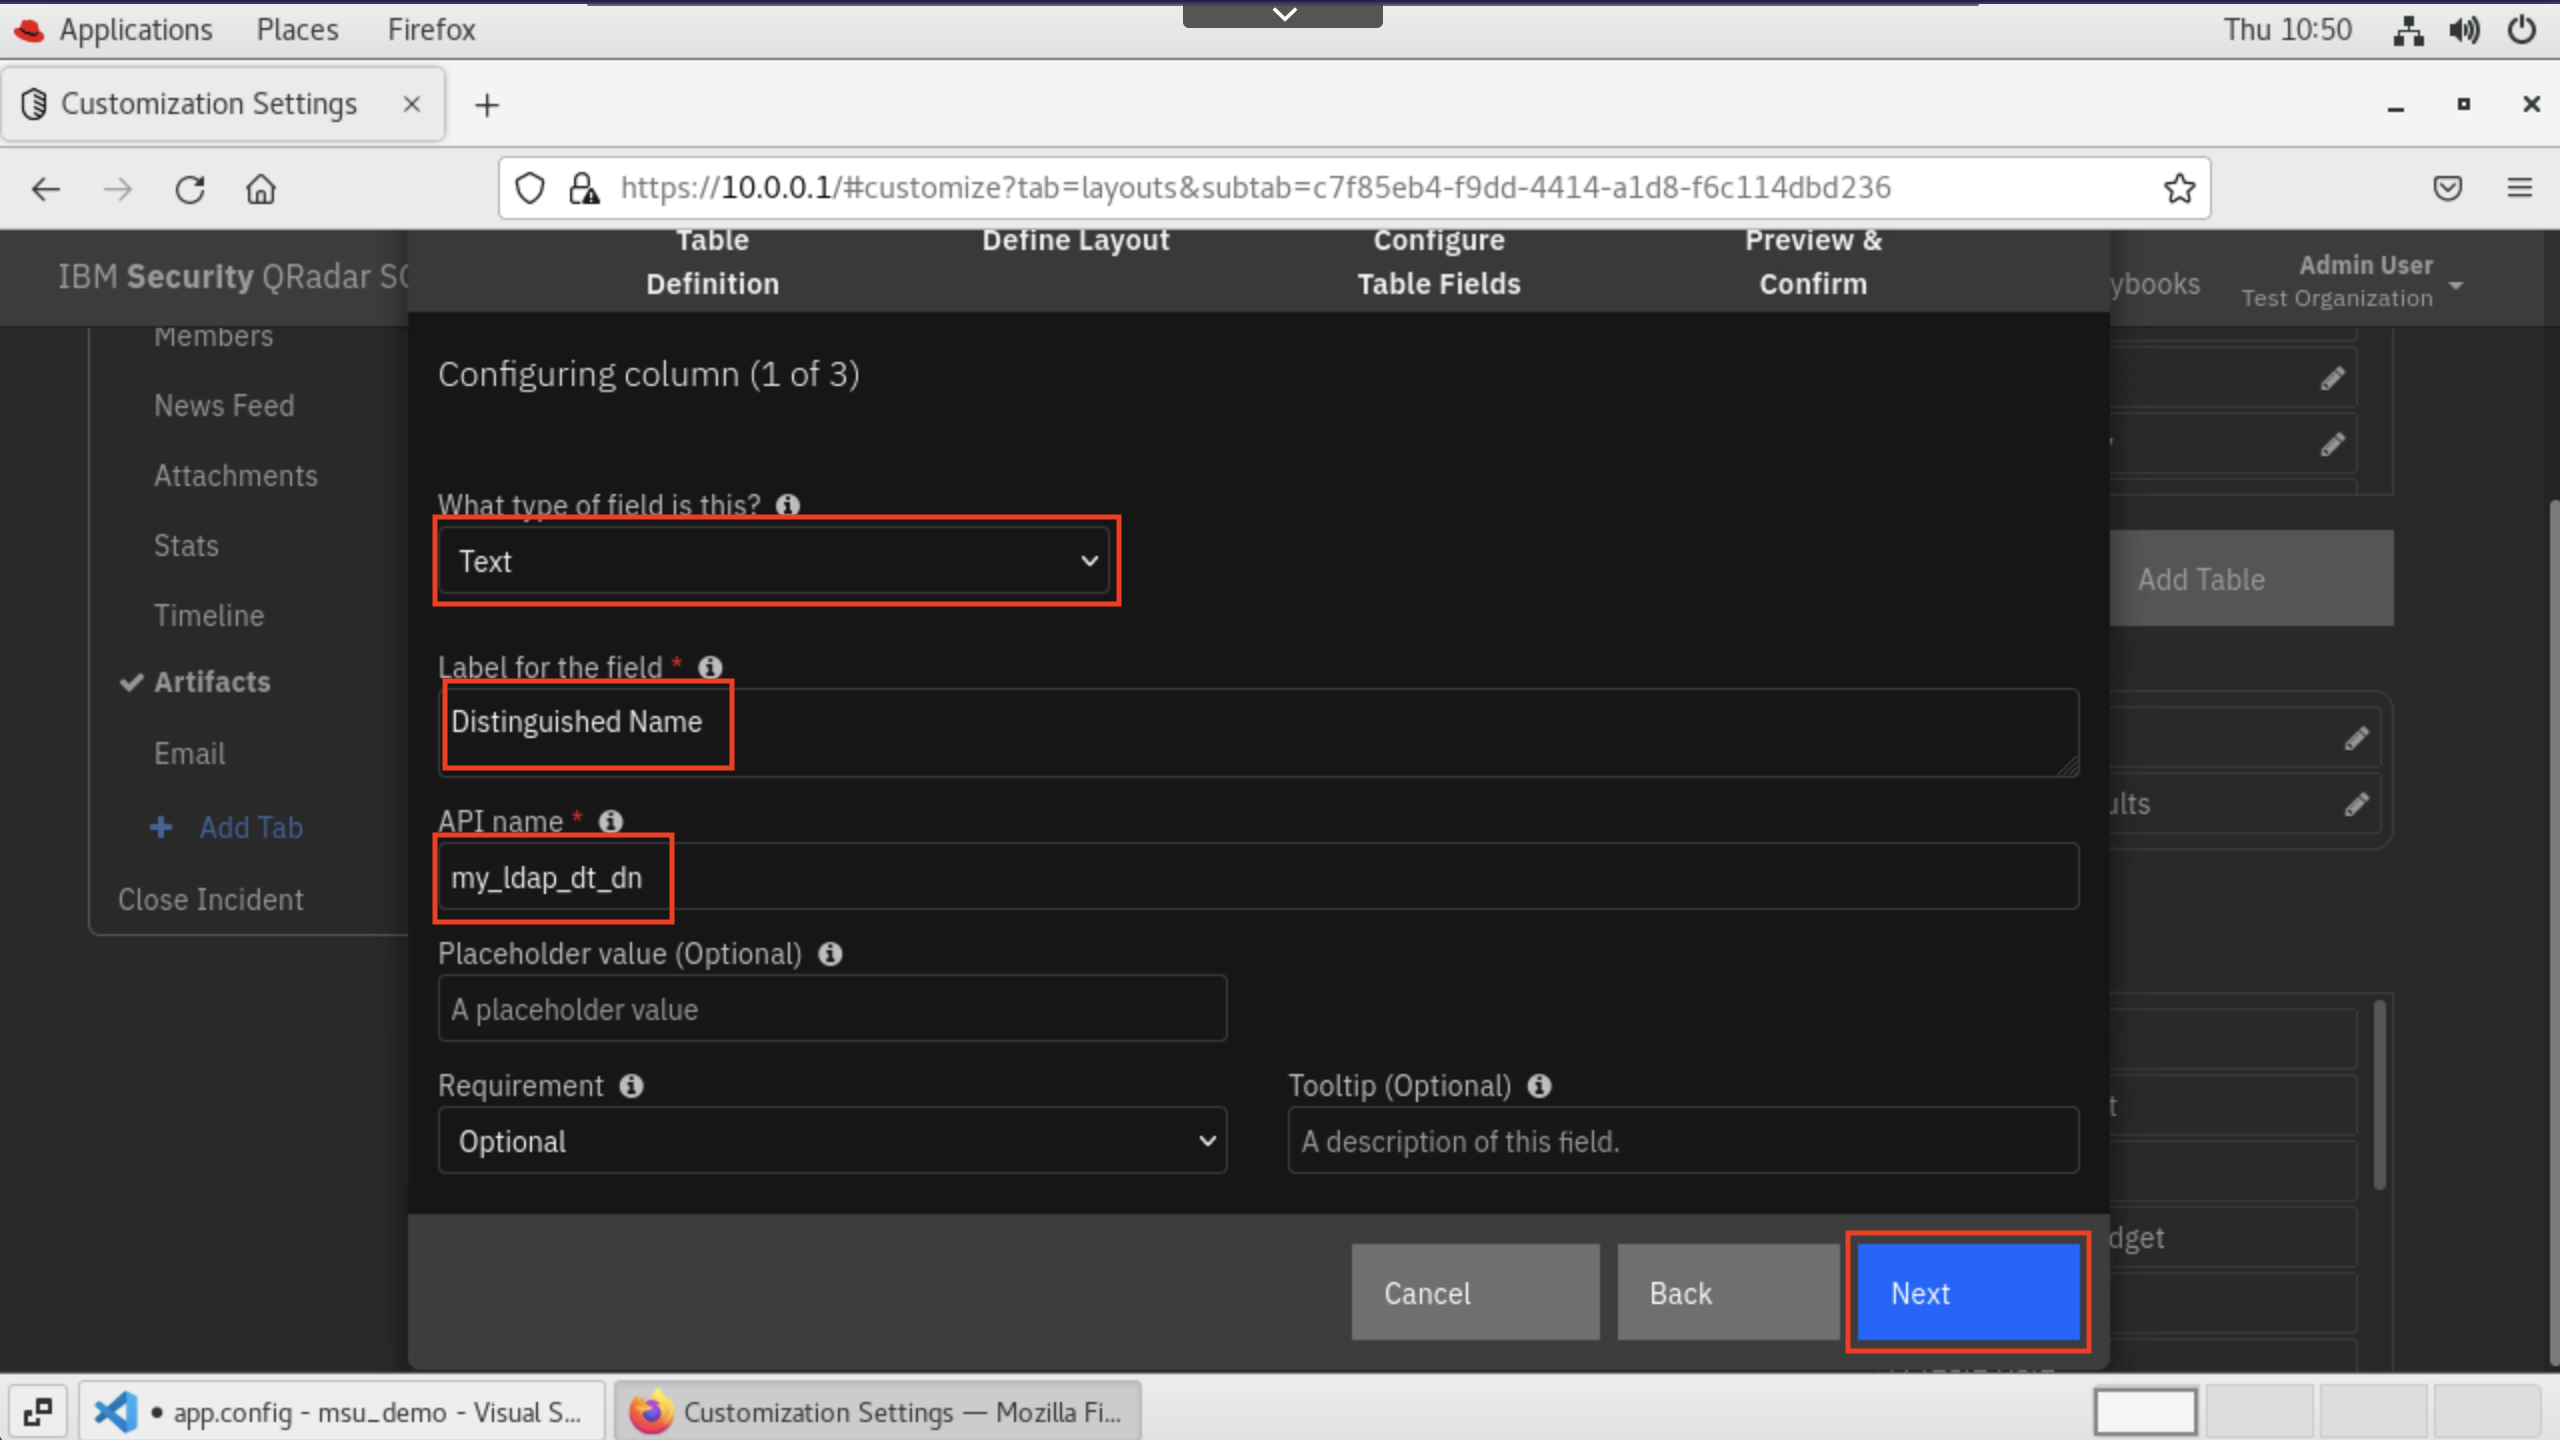 Applications Places Firefox Thu 10:50
Customization Settings
https://10.0.0.1/#customize?tab=layouts&subtab=c7f85eb4-f9dd-4414-a1d8-f6c114dbd236
IBM Security QRadar
Table Definition
Define Layout
Configure Table Fields
Preview & Confirm
Admin User
Test Organization
Members
News Feed
Attachments
Stats
Timeline
Artifacts
Email
Add Tab
Close Incident
Configuring column (1 of 3)
What type of field is this?
Text
Label for the field *
Distinguished Name
API name *
my_ldap_dt_dn
Placeholder value (Optional)
A placeholder value
Requirement
Optional
Tooltip (Optional)
A description of this field.
Cancel
Back
Next
Add Table
app.config - msu_demo - Visual S...
Customization Settings — Mozilla Fi...